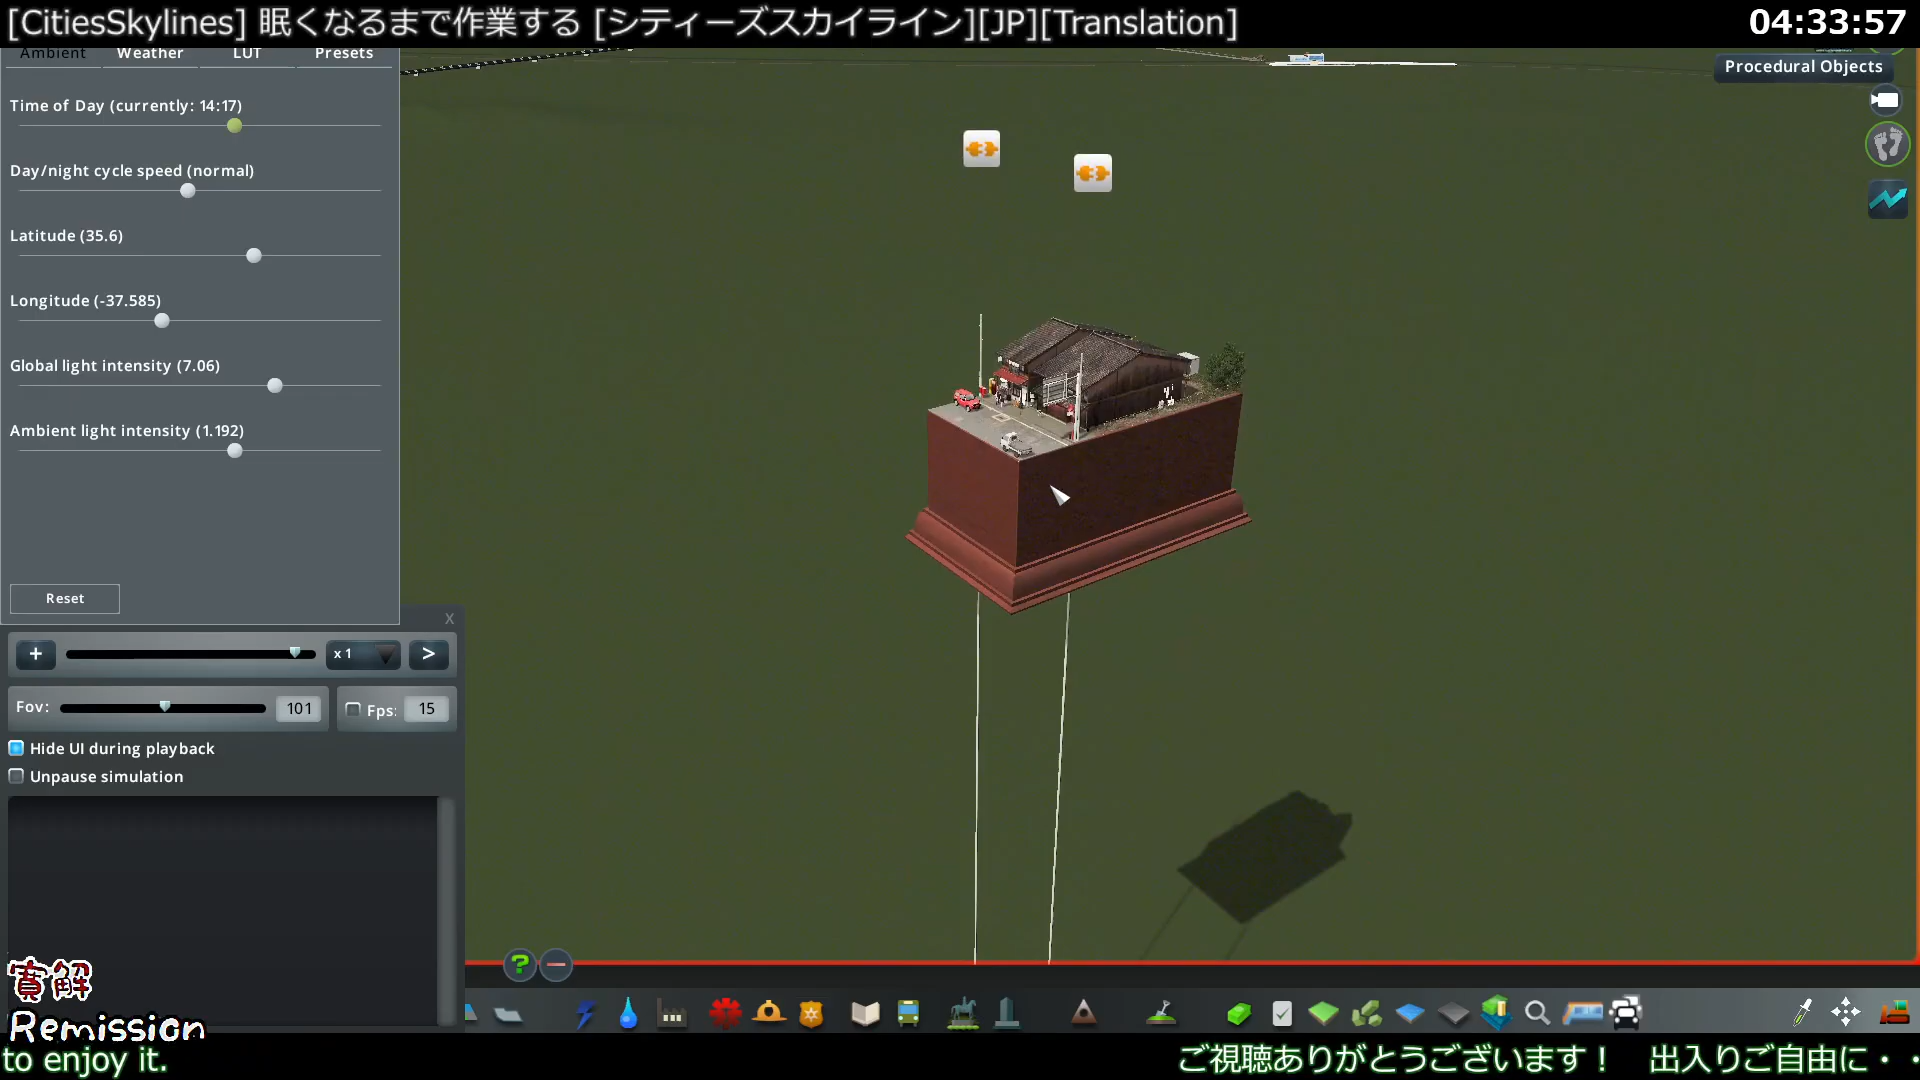 [CitiesSkylines] 眠くなるまで作業する [シティーズスカイライン][JP][Translation]
04:33:57
Ambient Weather LUT Presets
Procedural Objects
Time of Day (currently: 14:17)
Day/night cycle speed (normal)
Latitude (35.6)
Longitude (-37.585)
Global light intensity (7.06)
Ambient light intensity (1.192)
Reset
X
+ x 1 >
Fov: 101 Fps: 15
Hide UI during playback
Unpause simulation
寛解
Remission
to enjoy it.
ご視聴ありがとうございます！ 出入りご自由に・・